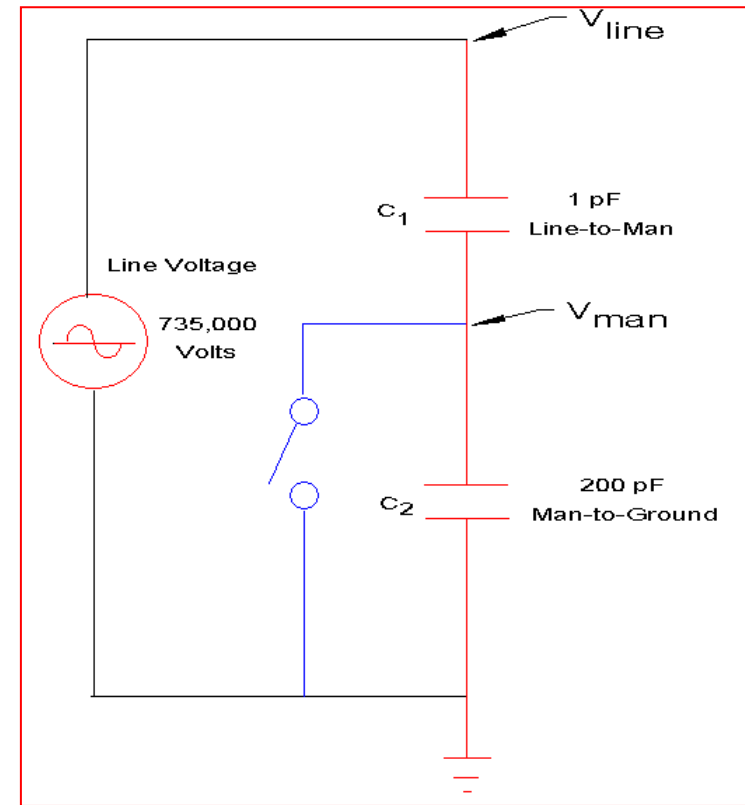 Vline
C1
1 pF
Line-to-Man
Line Voltage
735,000
Volts
Vman
C2
200 pF
Man-to-Ground